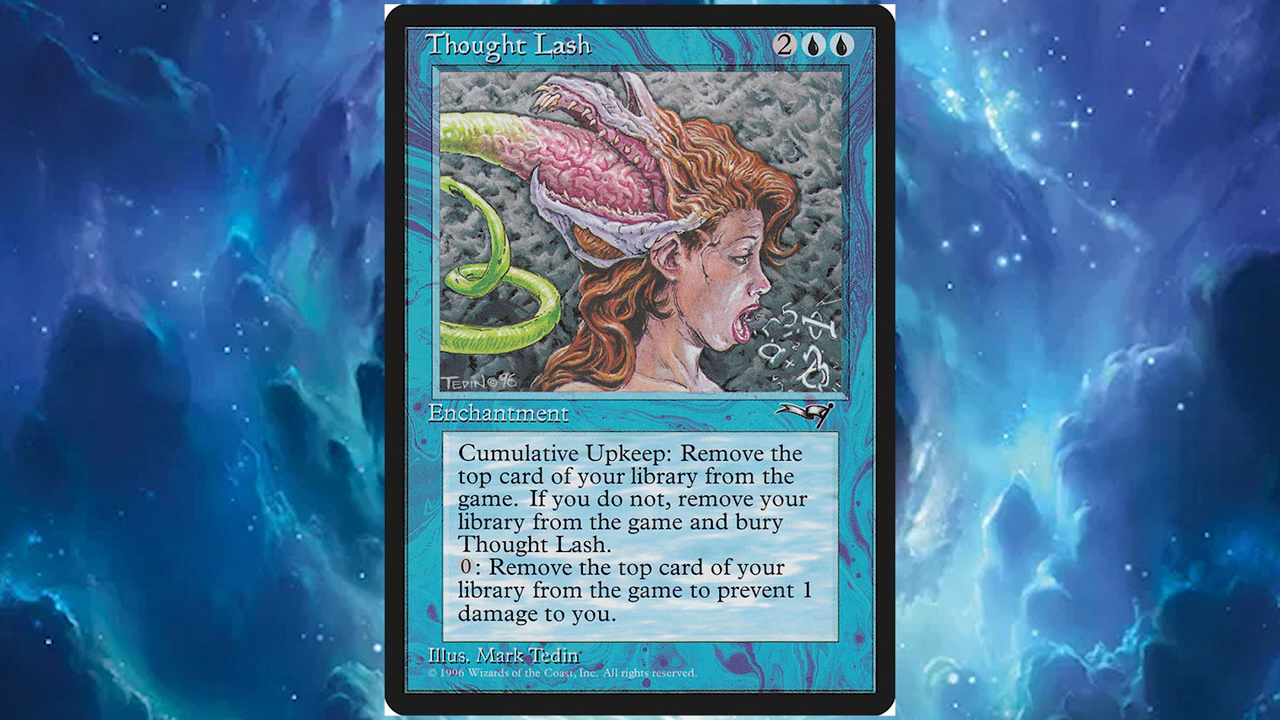 Thought Lash 2
TEDIN © 96
Enchantment
Cumulative Upkeep: Remove the
top card of your library from the
game. If you do not, remove your
library from the game and bury
Thought Lash.
0: Remove the top card of your
library from the game to prevent 1
damage to you.
Illus. Mark Tedin
© 1996 Wizards of the Coast, Inc. All rights reserved.